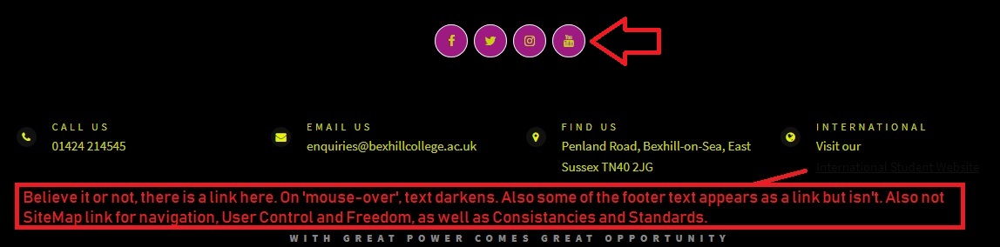 You Tube
CALL US
01424 214545
EMAIL US
enquiries@bexhillcollege.ac.uk
FIND US
Penland Road, Bexhill-on-Sea, East
Sussex TN40 2JG
INTERNATIONAL
Visit our
International Student Website
Believe it or not, there is a link here. On 'mouse-over', text darkens. Also some of the footer text appears as a link but isn't. Also not
SiteMap link for navigation, User Control and Freedom, as well as Consistancies and Standards.
WITH GREAT POWER COMES GREAT OPPORTUNITY